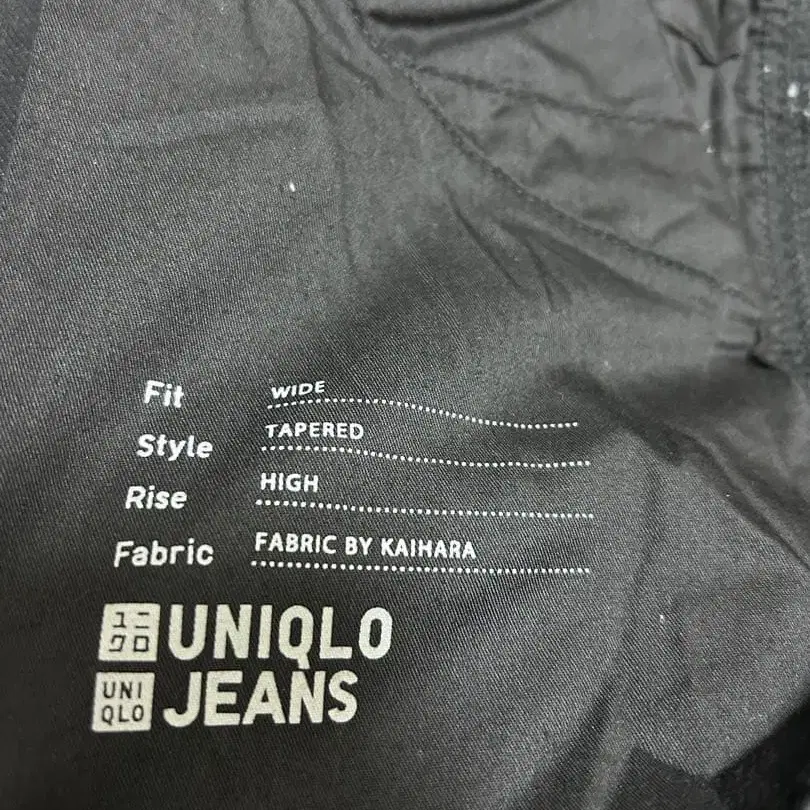 Fit WIDE
Style TAPERED
Rise HIGH
Fabric FABRIC BY KAIHARA
ユニ UNIQLO
クロ
UNI JEANS
QLO